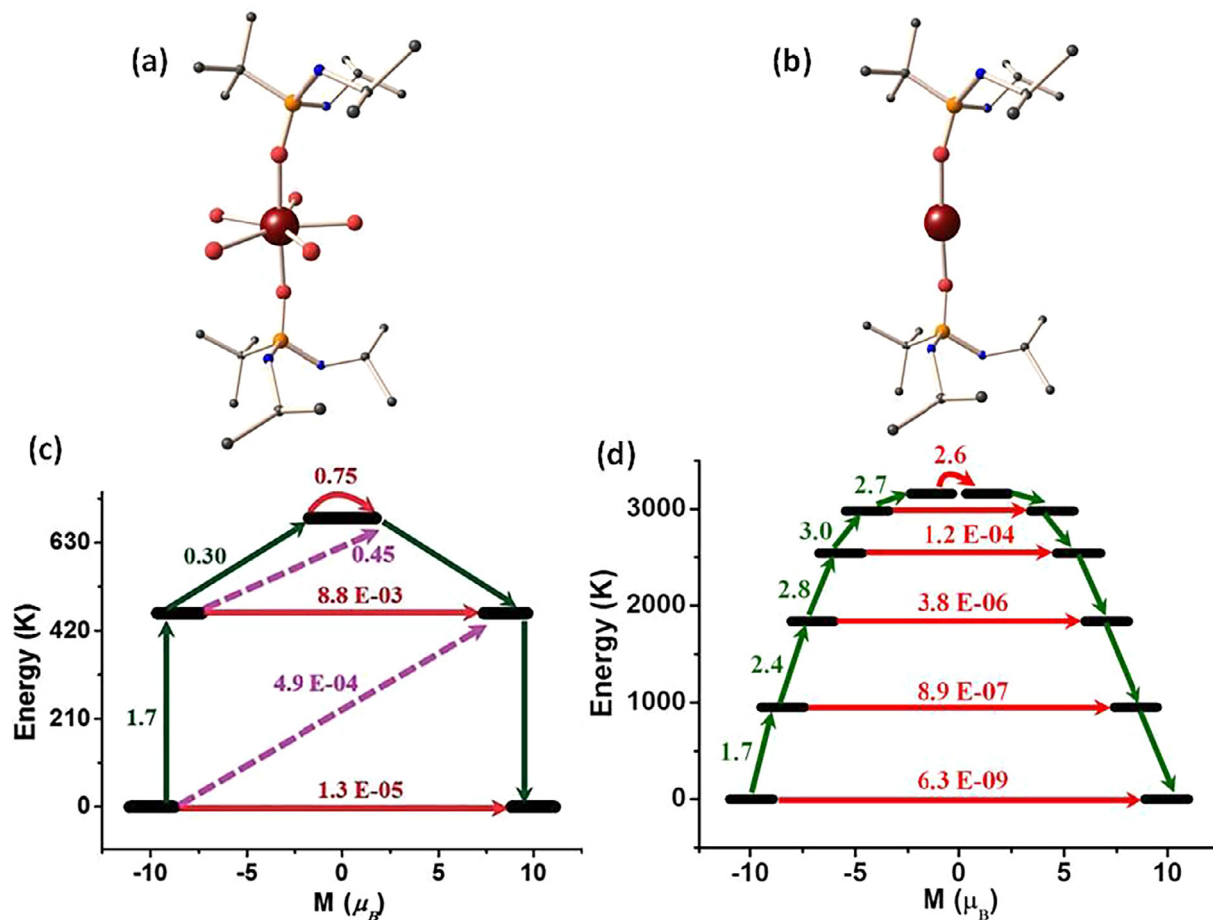 (a)
(b)
(c)
0.75
0.30
0.45
8.8 E-03
4.9 E-04
1.7
1.3 E-05
630
420
210
0
Energy (K)
-10
-5
0
5
10
M (μB)
(d)
2.6
2.7
3.0
1.2 E-04
2.8
3.8 E-06
2.4
8.9 E-07
1.7
6.3 E-09
3000
2000
1000
0
Energy (K)
-10
-5
0
5
10
M (μB)